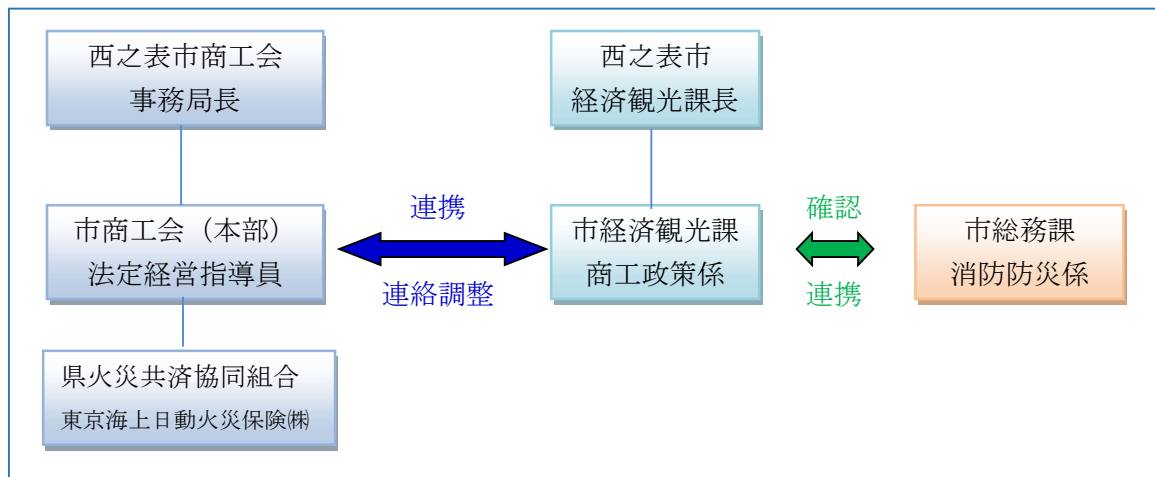 西之表市商工会
事務局長
西之表市
経済観光課長
市商工会（本部）
法定経営指導員
連携
連絡調整
市経済観光課
商工政策係
確認
連携
市総務課
消防防災係
県火災共済協同組合
東京海上日動火災保険㈱